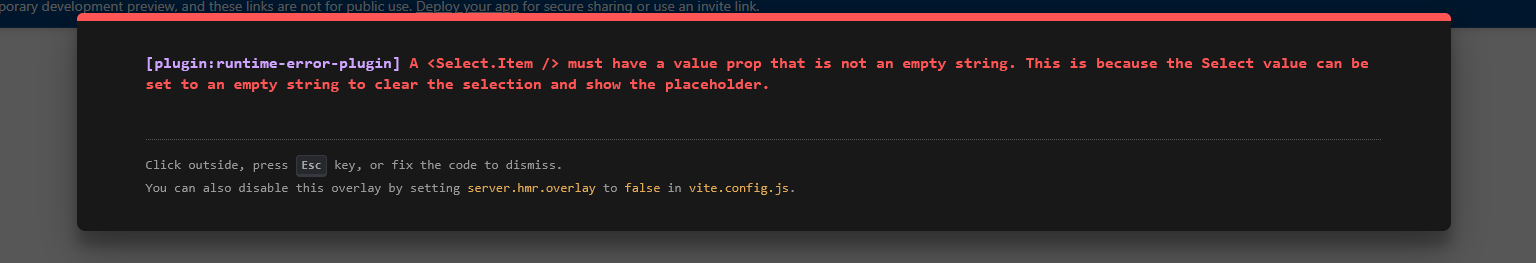 porary development preview, and these links are not for public use. Deploy your app for secure sharing or use an invite link.
[plugin:runtime-error-plugin] A <Select.Item /> must have a value prop that is not an empty string. This is because the Select value can be
set to an empty string to clear the selection and show the placeholder.
Click outside, press Esc key, or fix the code to dismiss.
You can also disable this overlay by setting server.hmr.overlay to false in vite.config.js.